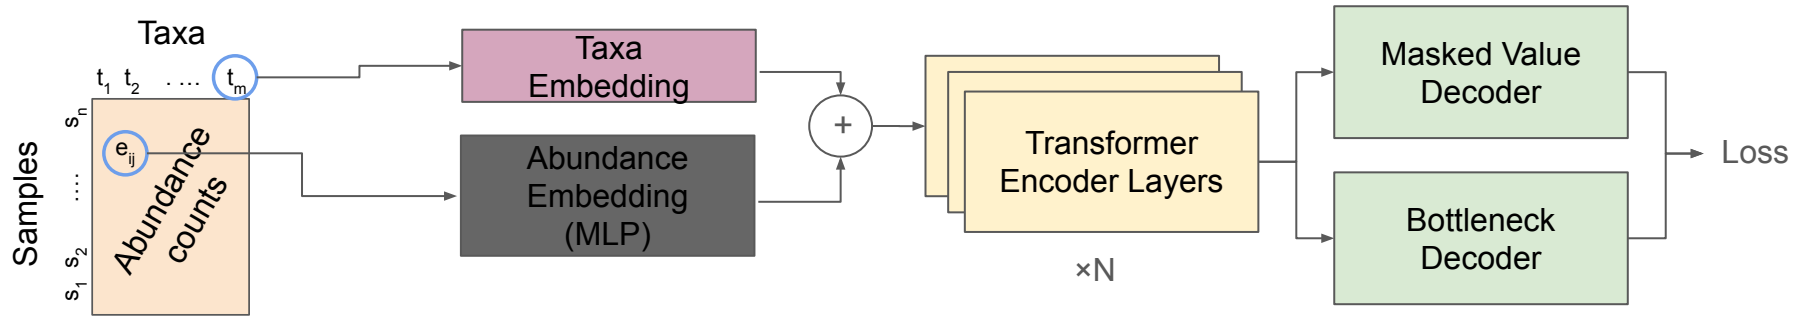 Taxa
t1 t2 . ... tm
Samples
sn
....
s2
s1
eij
Abundance
counts
Taxa
Embedding
Abundance
Embedding
(MLP)
+
Transformer
Encoder Layers
×N
Masked Value
Decoder
Bottleneck
Decoder
Loss